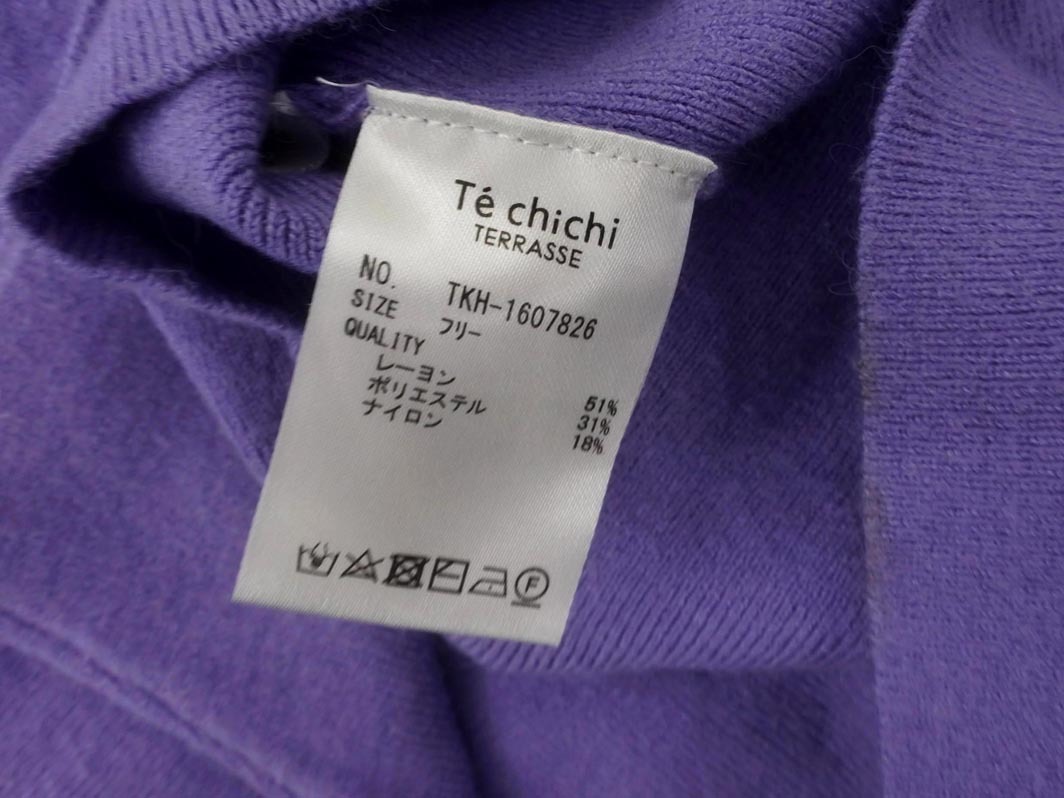 Té chichi
TERRASSE
NO. TKH-1607826
SIZE フリー
QUALITY
レーヨン 51%
ポリエステル 31%
ナイロン 18%
F